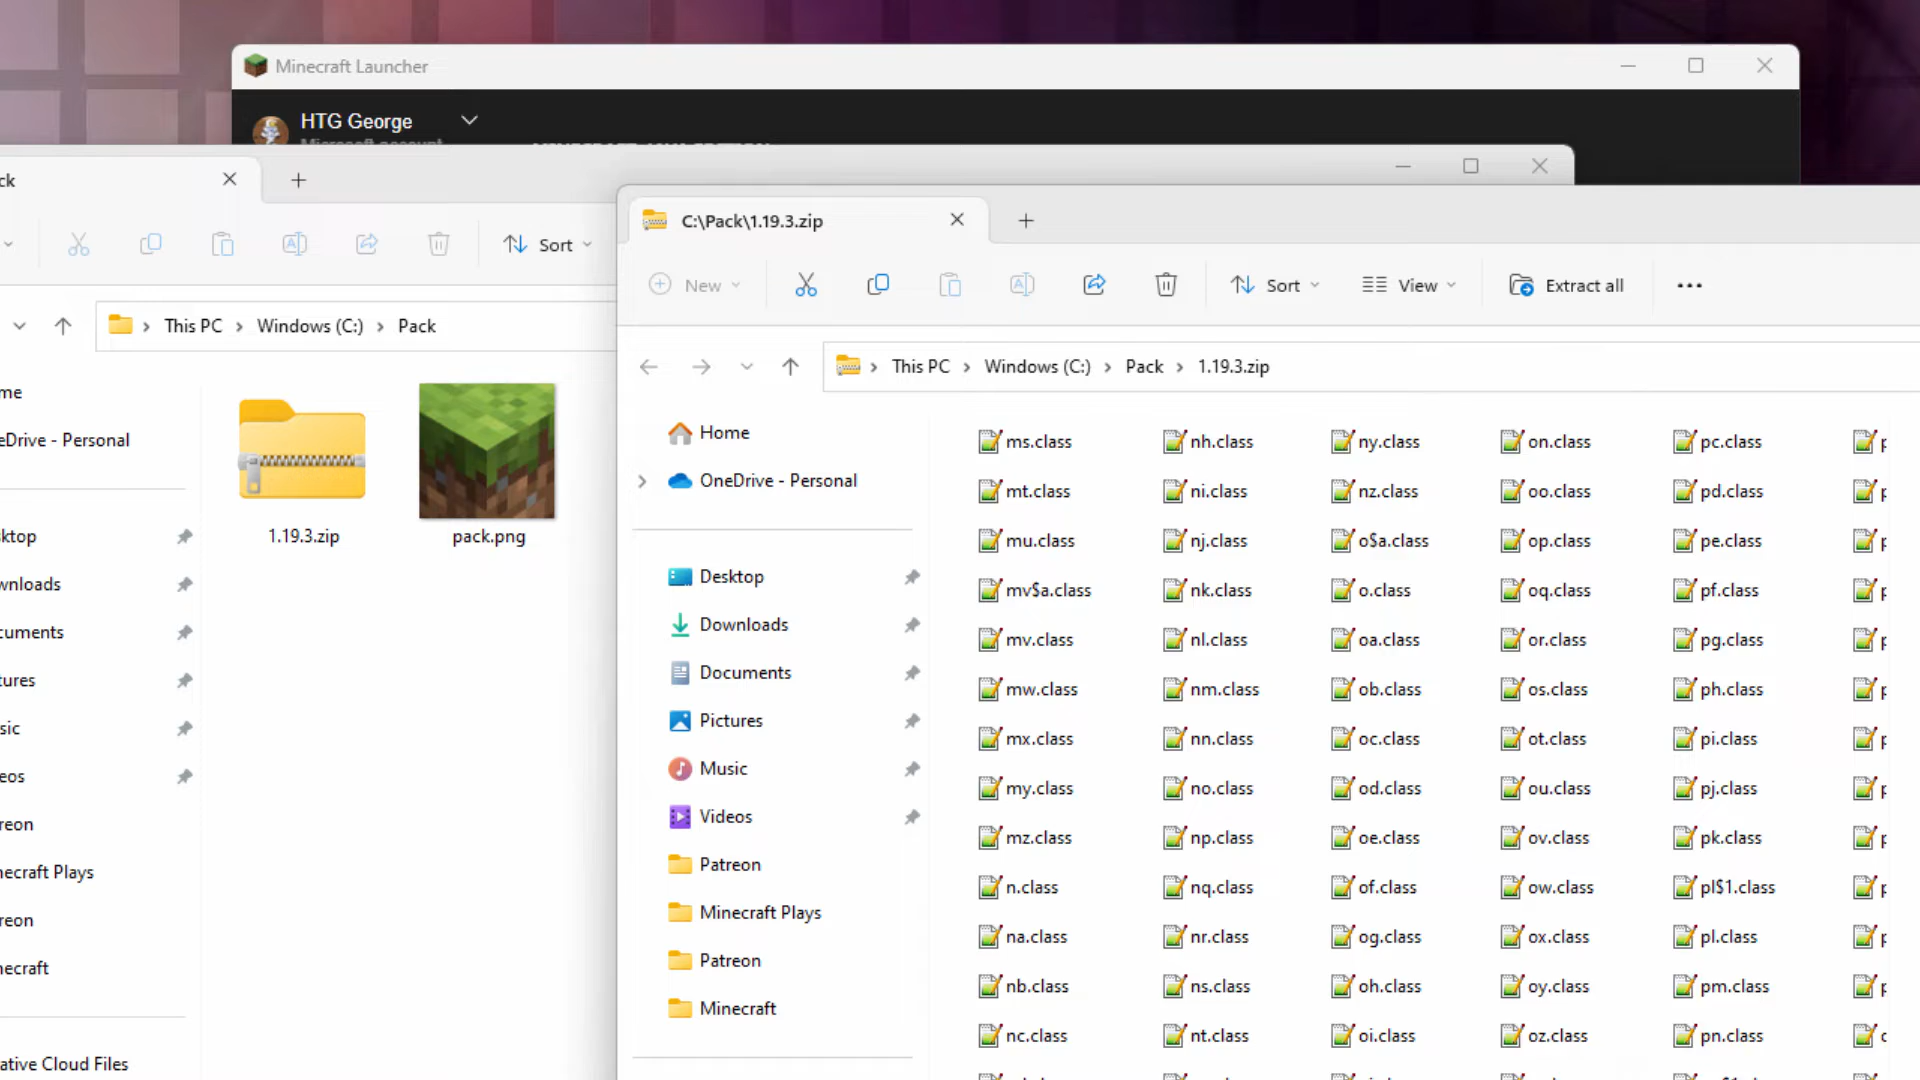 Minecraft Launcher
HTG George
Microsoft account
ck
Sort
This PC
Windows (C:)
Pack
me
eDrive - Personal
ktop
wnloads
cuments
tures
sic
eos
reon
ecraft Plays
reon
ecraft
ative Cloud Files
1.19.3.zip
pack.png
C:\Pack\1.19.3.zip
New
Sort
View
Extract all
This PC
Windows (C:)
Pack
1.19.3.zip
Home
OneDrive - Personal
Desktop
Downloads
Documents
Pictures
Music
Videos
Patreon
Minecraft Plays
Patreon
Minecraft
ms.class
mt.class
mu.class
mv$a.class
mv.class
mw.class
mx.class
my.class
mz.class
n.class
na.class
nb.class
nc.class
nh.class
ni.class
nj.class
nk.class
nl.class
nm.class
nn.class
no.class
np.class
nq.class
nr.class
ns.class
nt.class
ny.class
nz.class
o$a.class
o.class
oa.class
ob.class
oc.class
od.class
oe.class
of.class
og.class
oh.class
oi.class
on.class
oo.class
op.class
oq.class
or.class
os.class
ot.class
ou.class
ov.class
ow.class
ox.class
oy.class
oz.class
pc.class
pd.class
pe.class
pf.class
pg.class
ph.class
pi.class
pj.class
pk.class
pl$1.class
pl.class
pm.class
pn.class